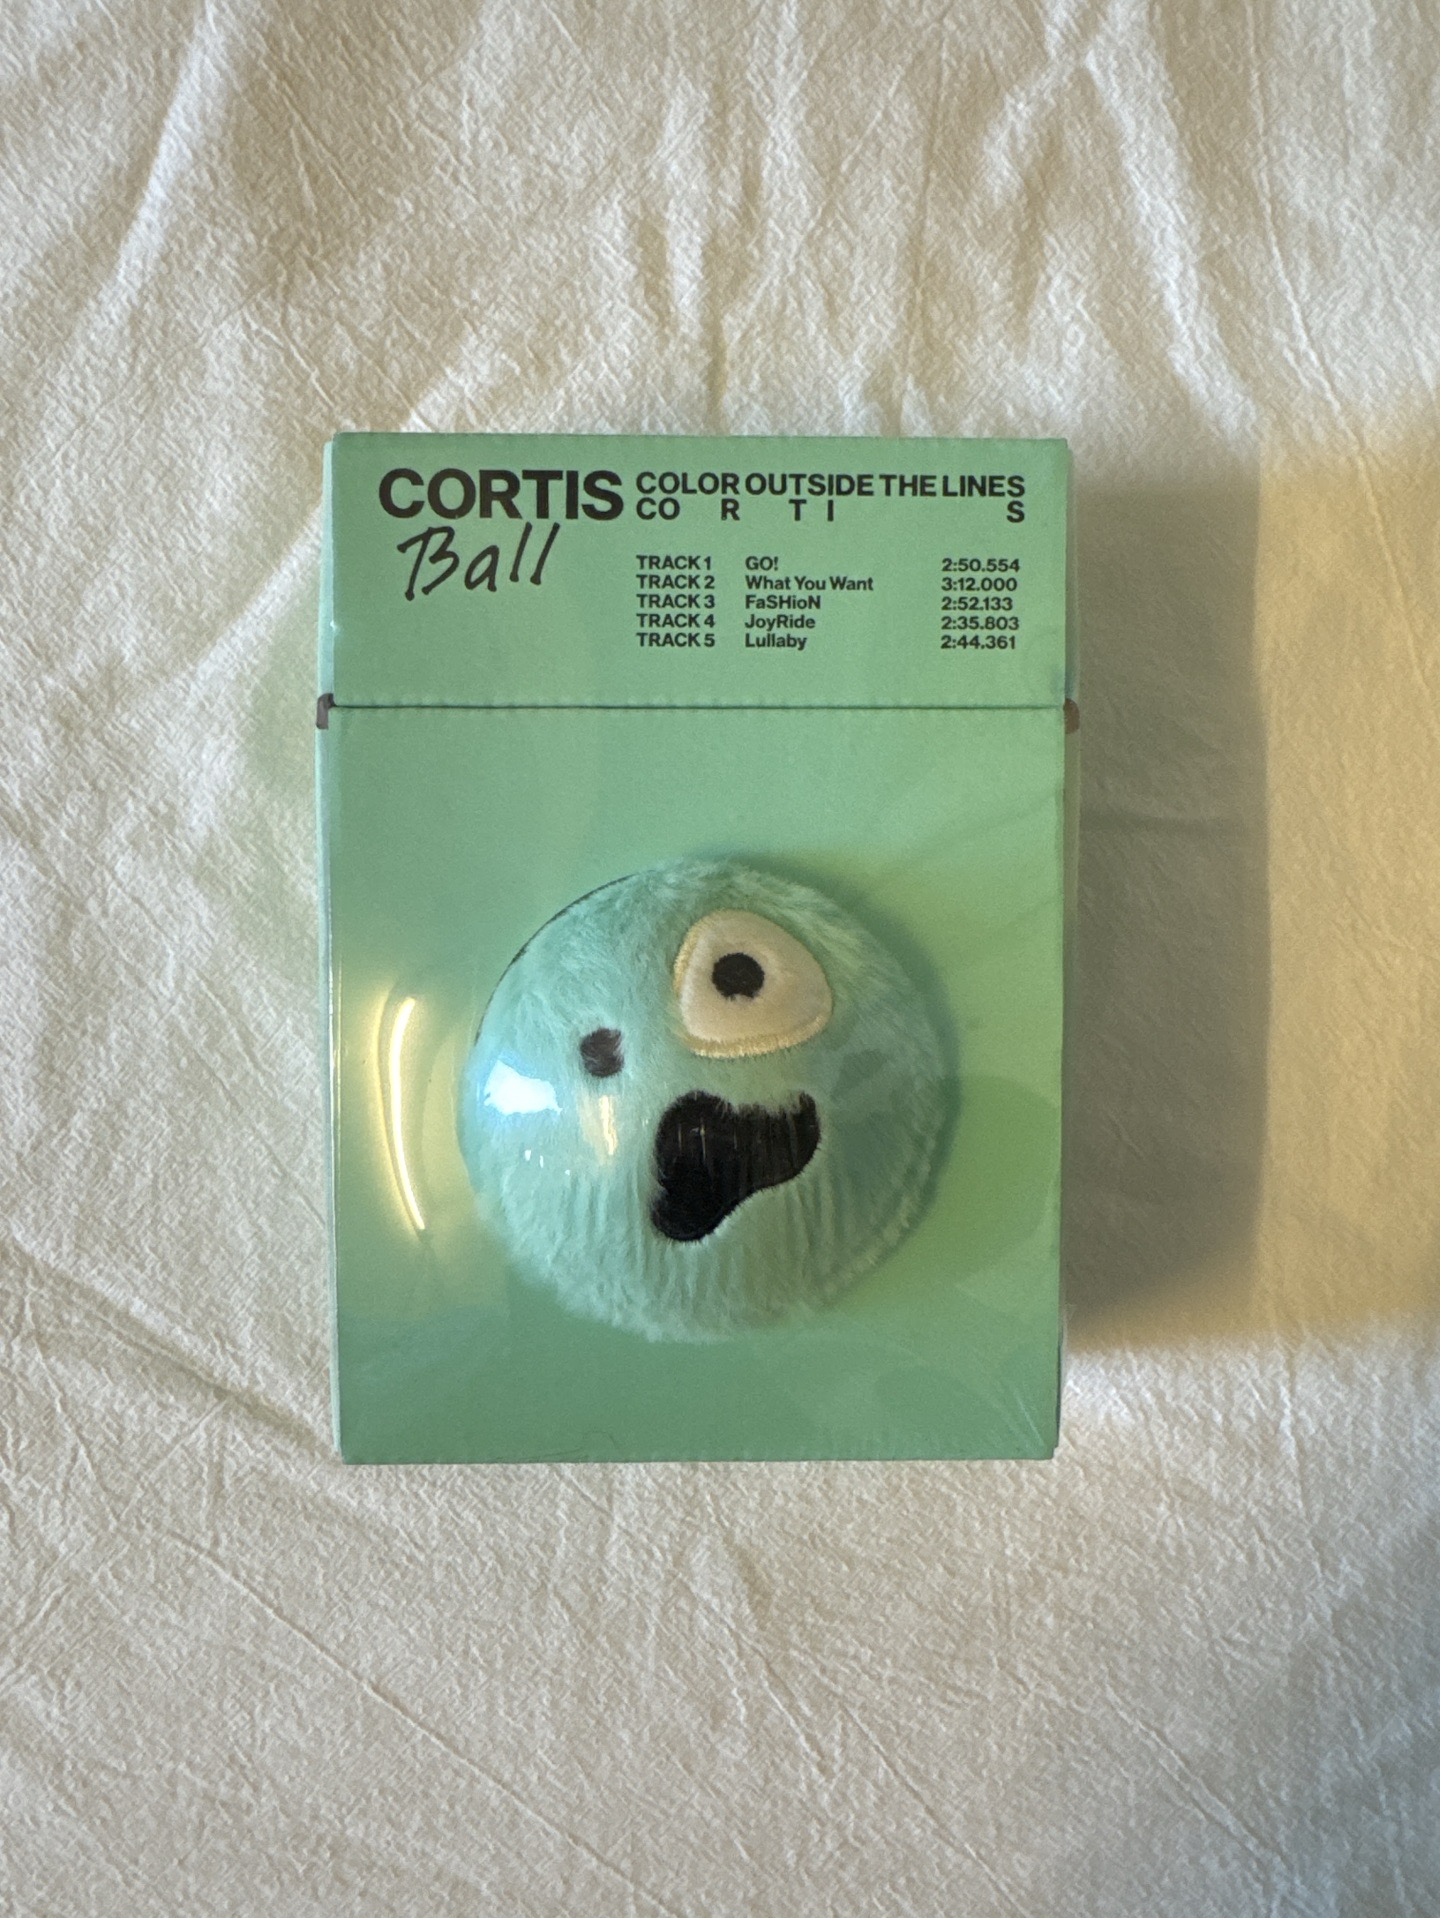 CORTIS
Ball
COLOR OUTSIDE THE LINES
CO R T I S
TRACK 1 GO! 2:50.554
TRACK 2 What You Want 3:12.000
TRACK 3 FaSHioN 2:52.133
TRACK 4 JoyRide 2:35.803
TRACK 5 Lullaby 2:44.361